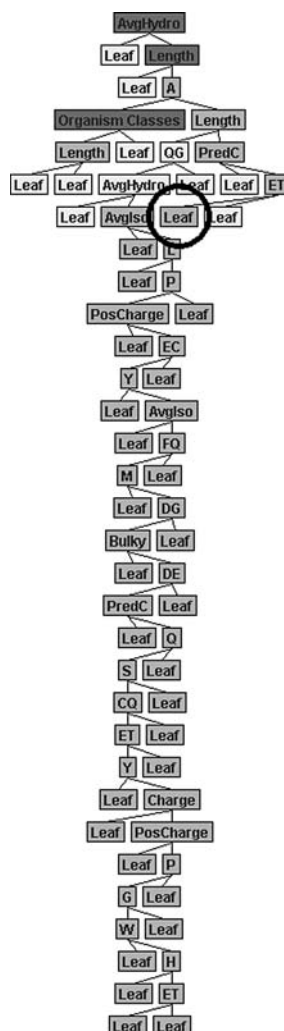 AvgHydro
Leaf Length
Leaf A
Organism Classes Length
Length Leaf QG PredC
Leaf Leaf AvgHydro Leaf Leaf ET
Leaf AvgIso Leaf Leaf
Leaf L
Leaf P
PosCharge Leaf
Leaf EC
Y Leaf
Leaf AvgIso
Leaf FQ
M Leaf
Leaf DG
Bulky Leaf
Leaf DE
PredC Leaf
Leaf Q
S Leaf
CQ Leaf
ET Leaf
Y Leaf
Leaf Charge
Leaf PosCharge
Leaf P
G Leaf
W Leaf
Leaf H
Leaf ET
Leaf Leaf